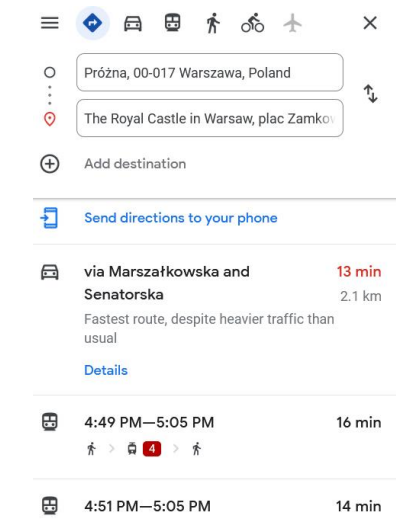 Próżna, 00-017 Warszawa, Poland
The Royal Castle in Warsaw, plac Zamkow
Add destination
Send directions to your phone
via Marszałkowska and 13 min
Senatorska 2.1 km
Fastest route, despite heavier traffic than
usual
Details
4:49 PM—5:05 PM 16 min
4
4:51 PM—5:05 PM 14 min